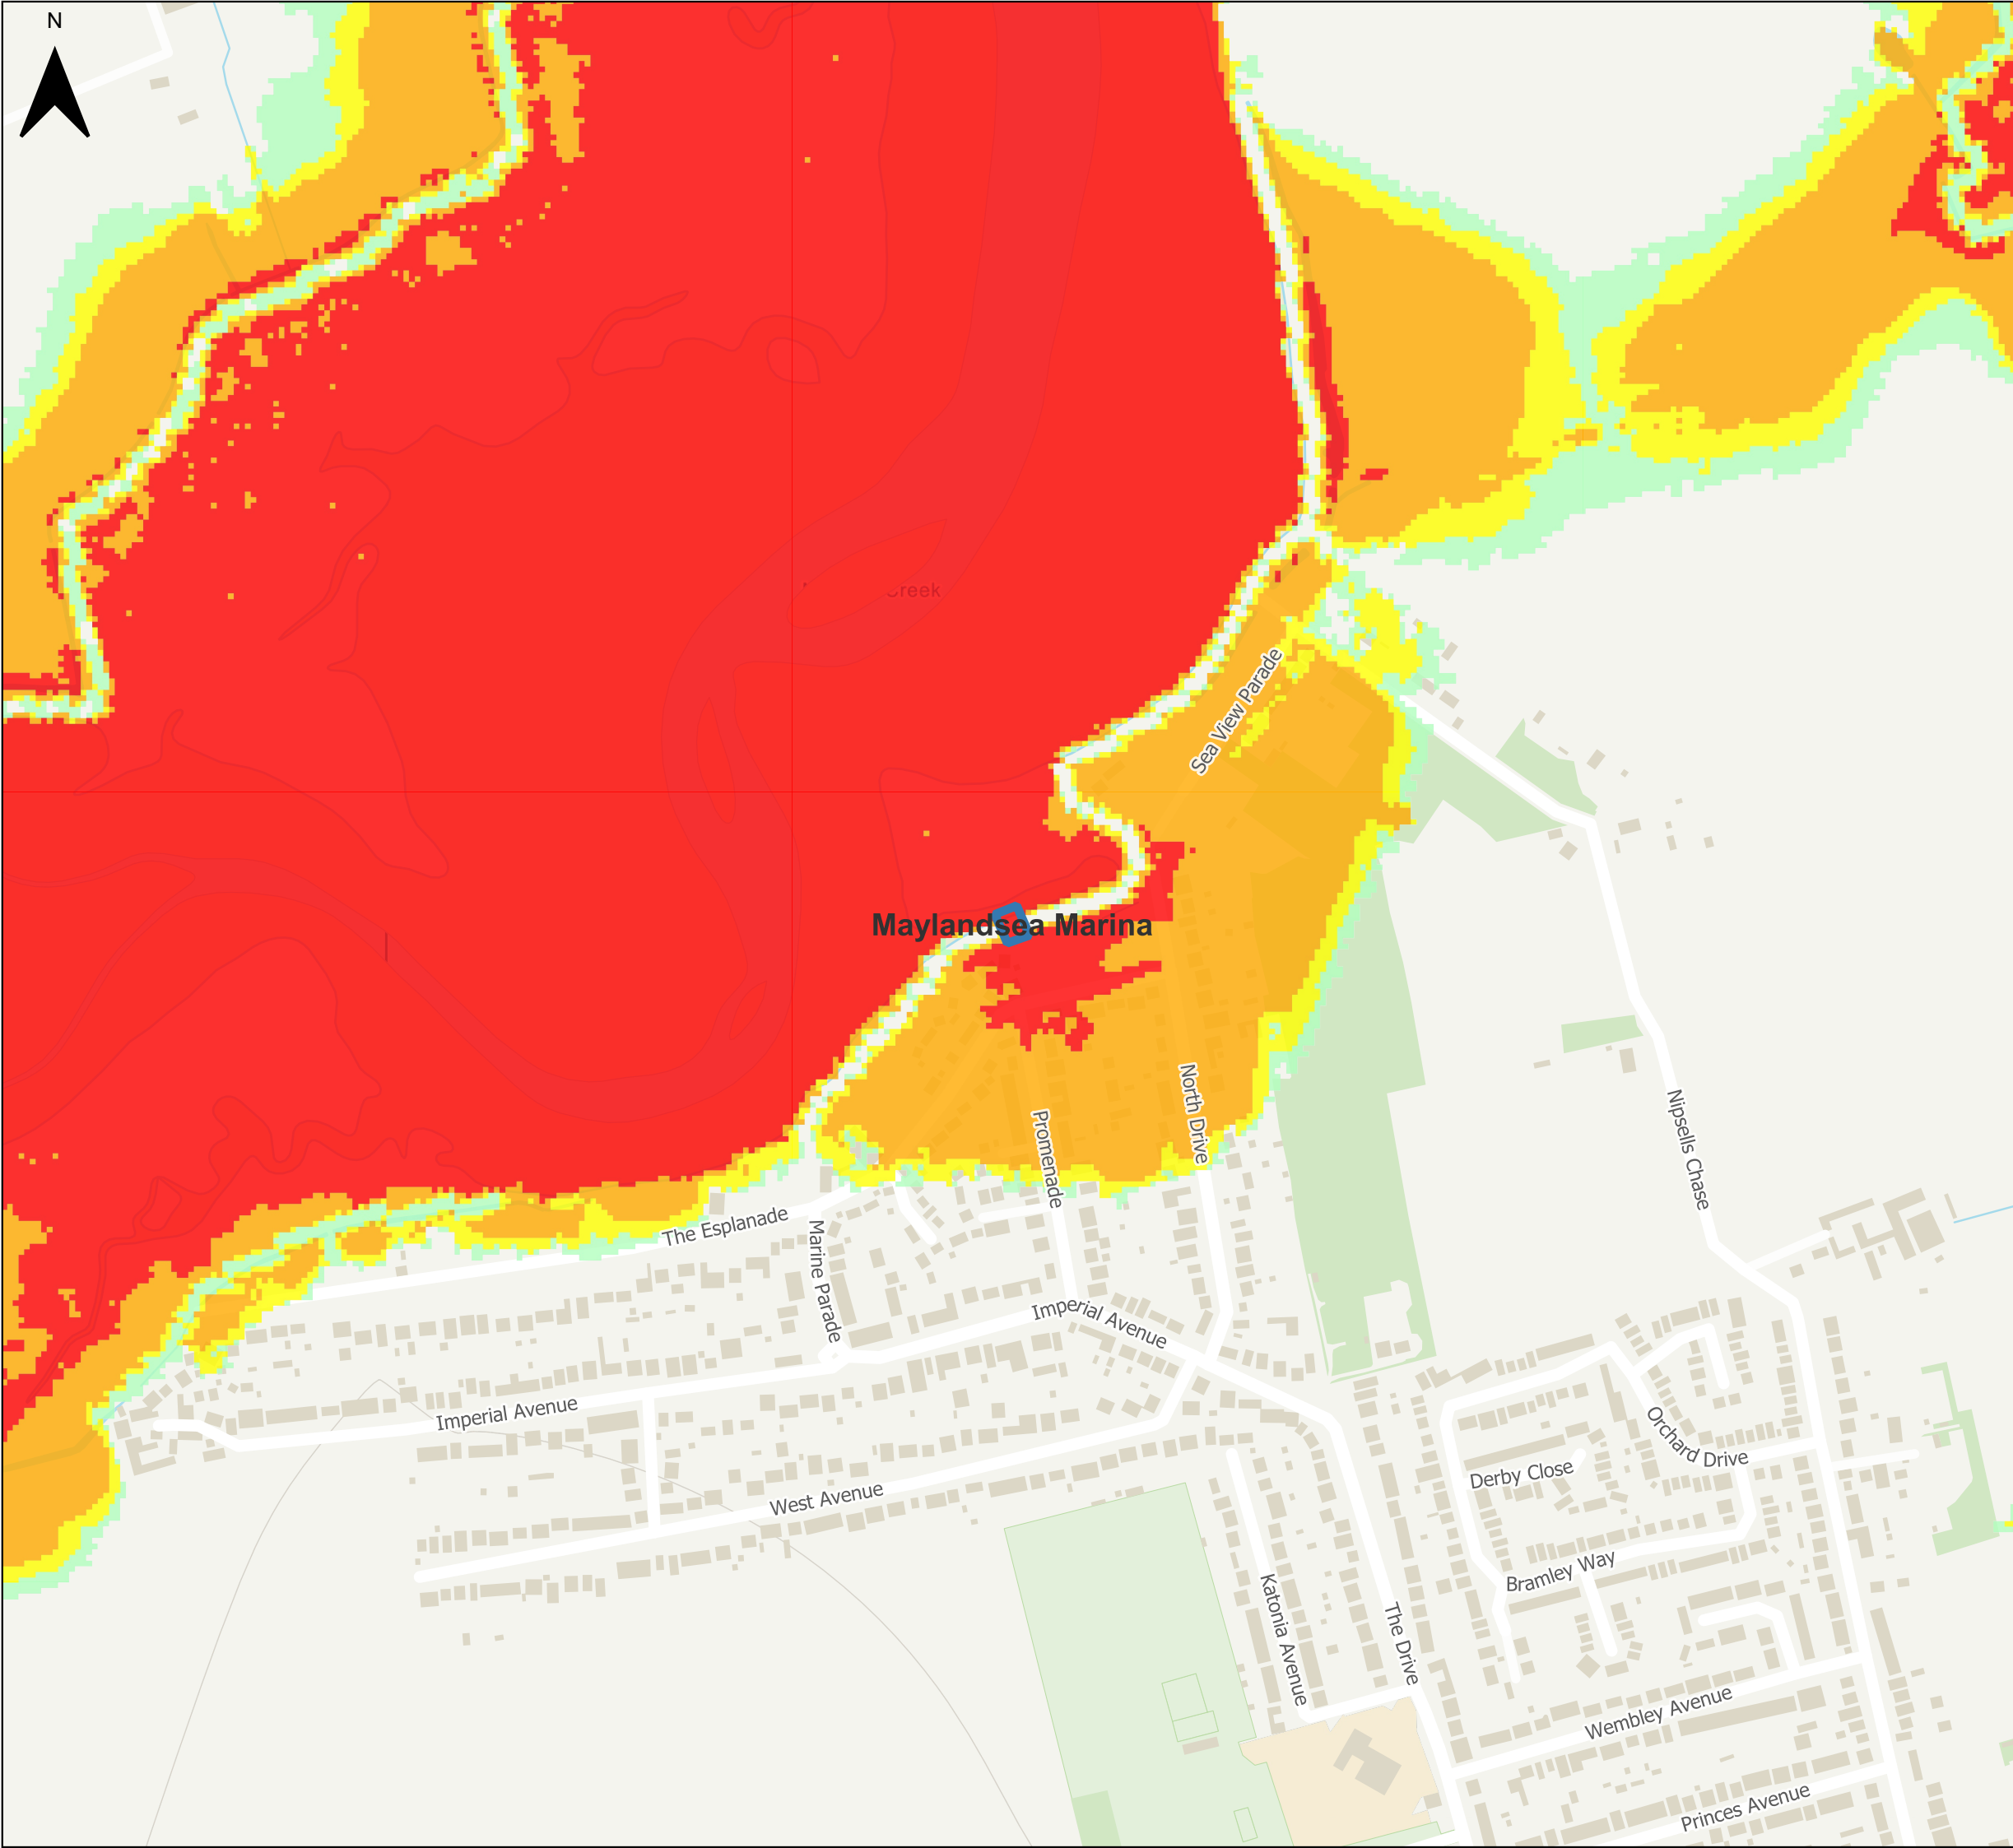 N
Creek
Sea View Parade
Maylandsea Marina
North Drive
Promenade
Nipsells Chase
The Esplanade
Marine Parade
Imperial Avenue
Imperial Avenue
Orchard Drive
Derby Close
West Avenue
Bramley Way
Katonia Avenue
The Drive
Wembley Avenue
Princes Avenue